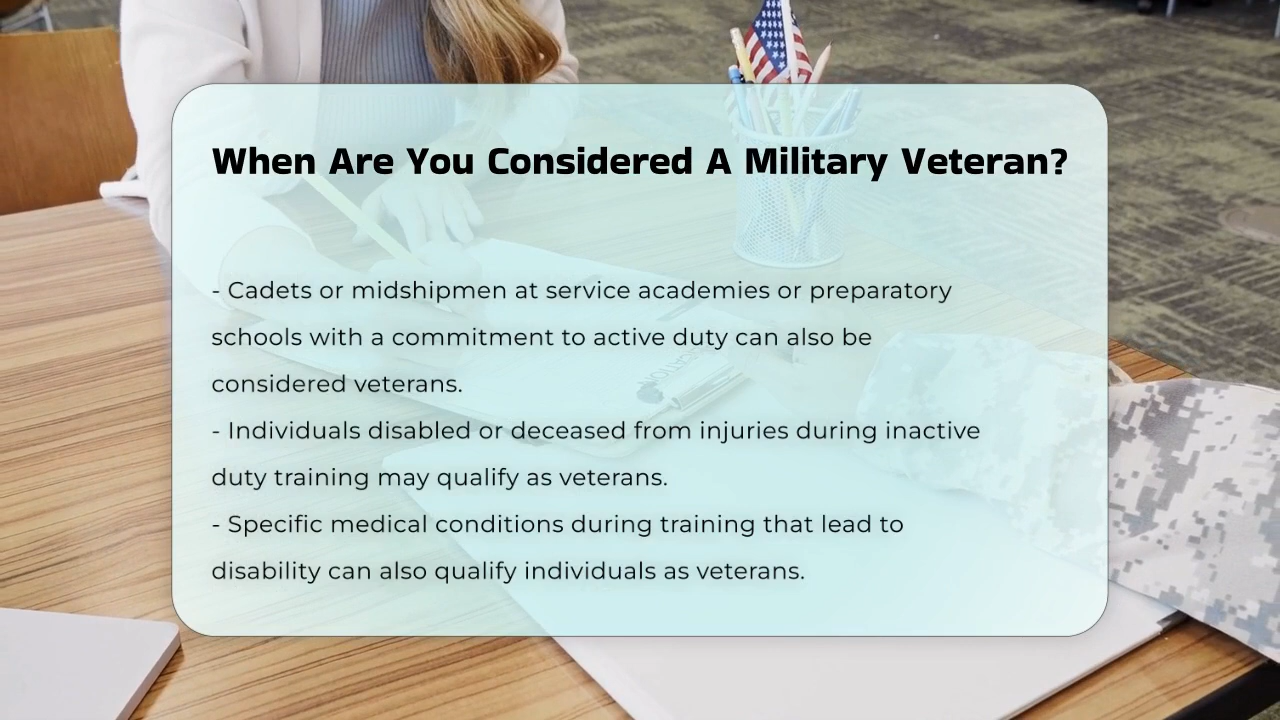 When Are You Considered A Military Veteran?
- Cadets or midshipmen at service academies or preparatory
schools with a commitment to active duty can also be
considered veterans.
- Individuals disabled or deceased from injuries during inactive
duty training may qualify as veterans.
- Specific medical conditions during training that lead to
disability can also qualify individuals as veterans.